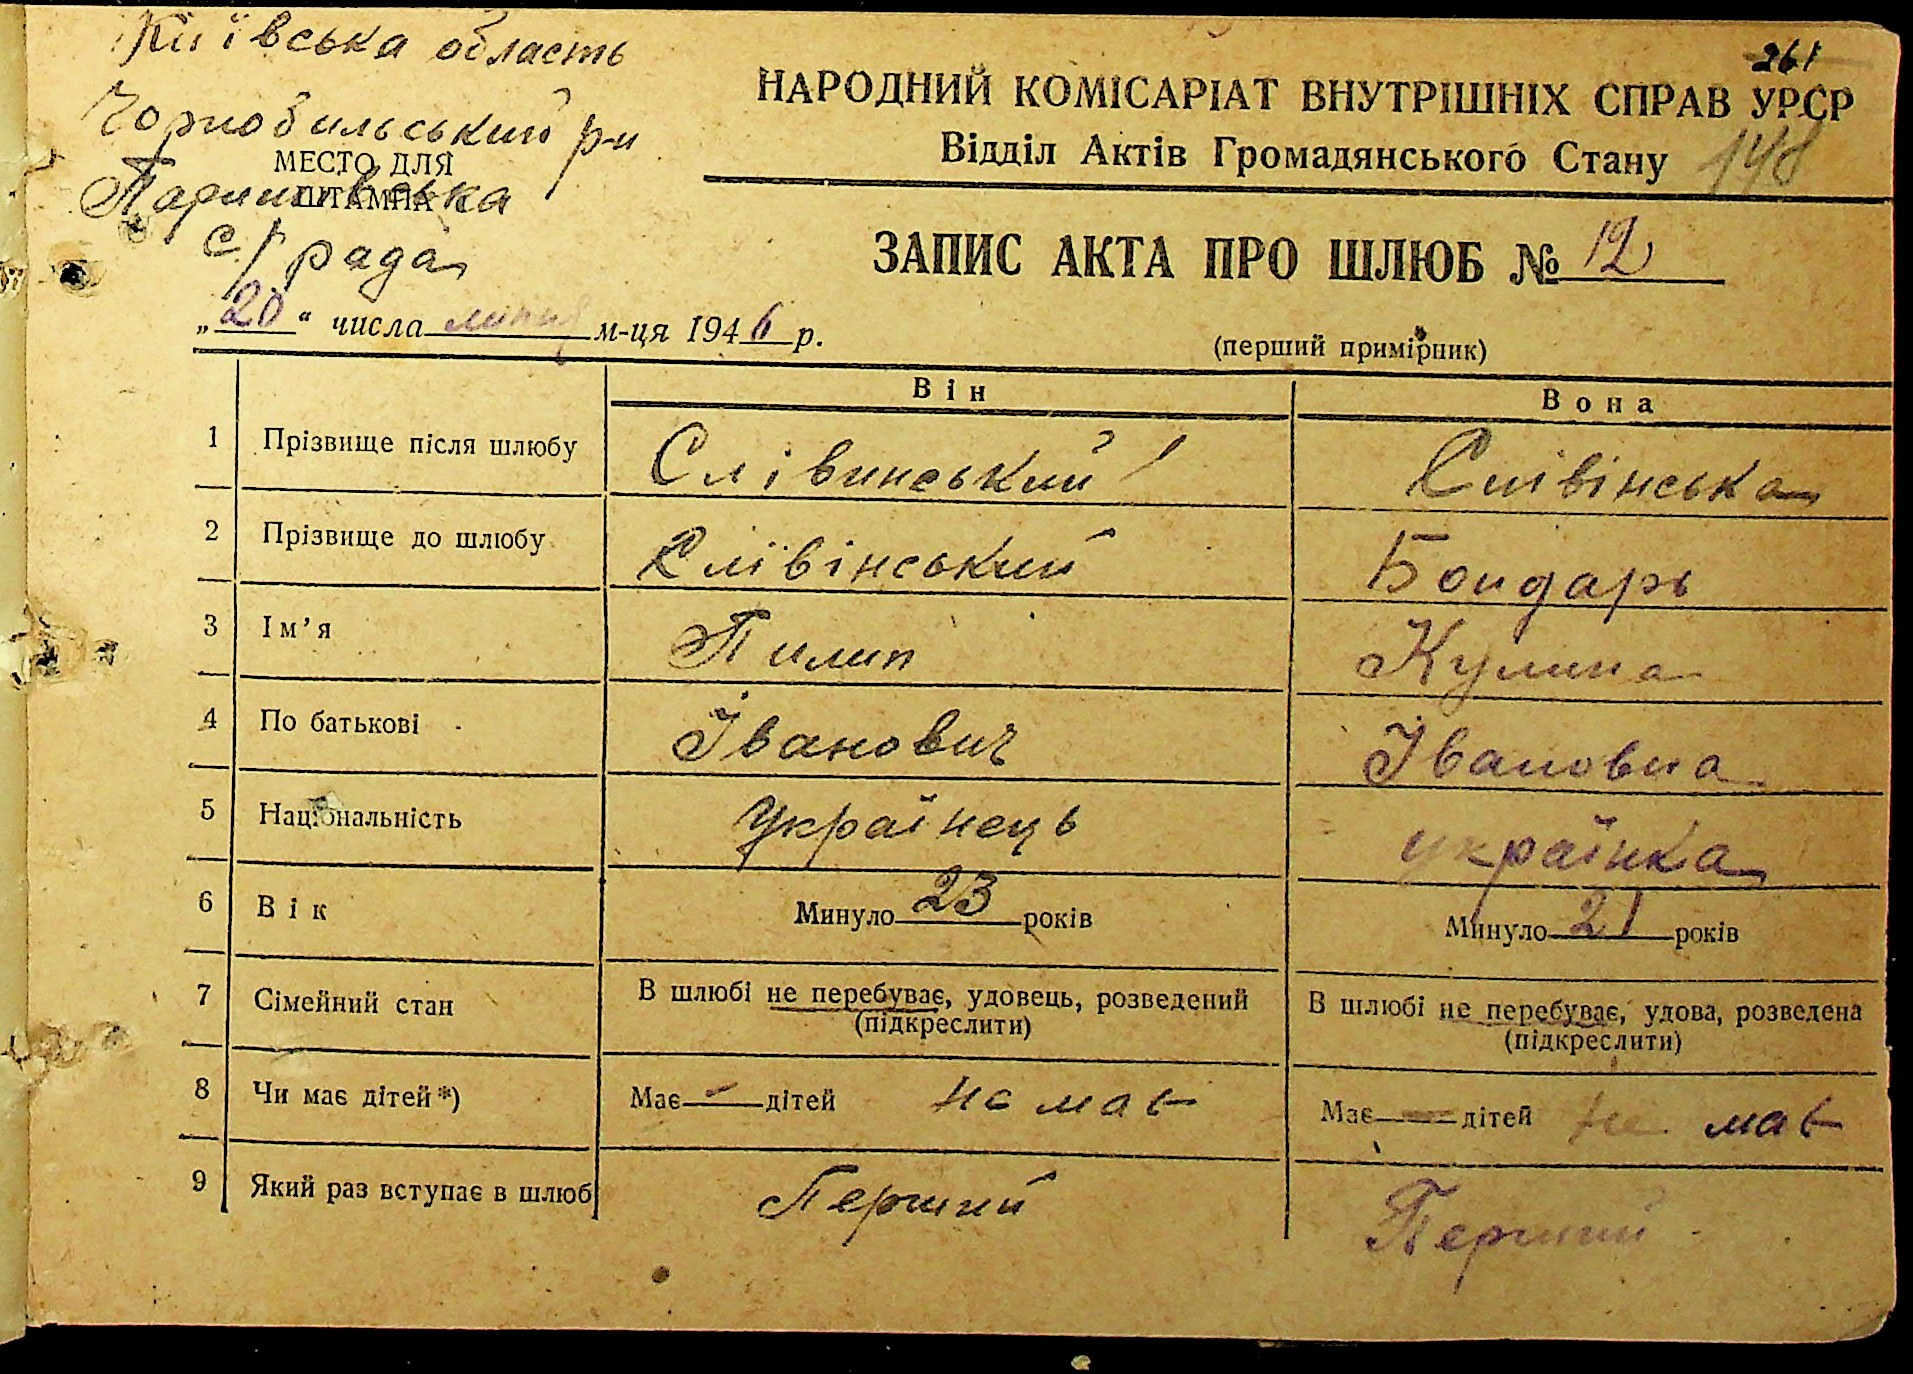 Київська область
261
Чорнобильський р-н
НАРОДНИЙ КОМІСАРІАТ ВНУТРІШНІХ СПРАВ УРСР
Відділ Актів Громадянського Стану 148
МЕСТО ДЛЯ
ШТАМПА
Паришівська
с/рада
ЗАПИС АКТА ПРО ШЛЮБ № 12
„20“ числа липня м-ця 1946 р.
(перший примірник)
Він Вона
1 Прізвище після шлюбу Слівинський Слівінська
2 Прізвище до шлюбу Слівінський Бондарь
3 Ім’я Пилип Кулина
4 По батькові Іванович Івановна
5 Національність Українець українка
6 Вік Минуло 23 років Минуло 21 років
7 Сімейний стан В шлюбі не перебуває, удовець, розведений В шлюбі не перебуває, удова, розведена
(підкреслити) (підкреслити)
8 Чи має дітей*) Має — дітей не має Має — дітей не має
9 Який раз вступає в шлюб Перший Перший